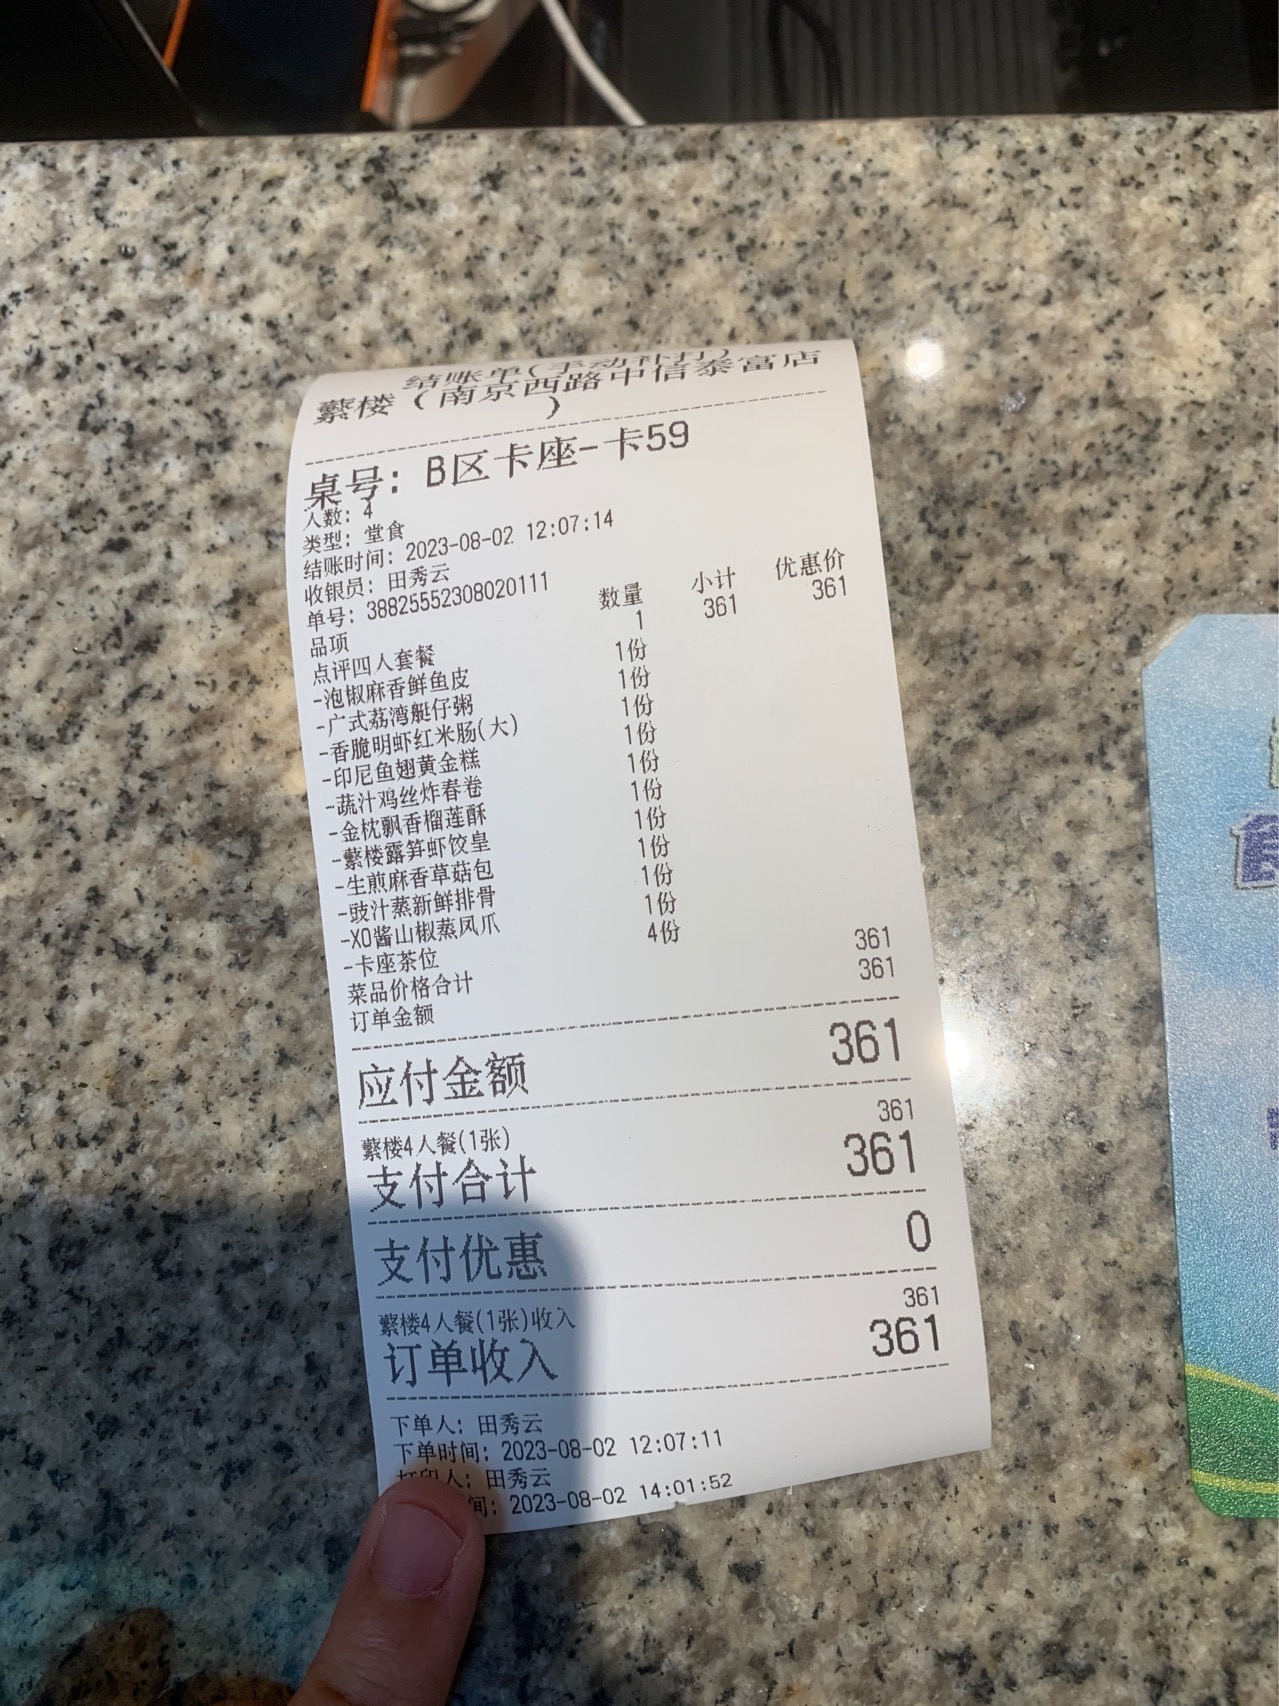 结账单(手动补打)
蘩楼(南京西路中信泰富店
)
桌号: B区卡座-卡59
人数: 4
类型: 堂食
结账时间: 2023-08-02 12:07:14
收银员: 田秀云
单号: 38825552308020111
品项 数量 小计 优惠价
点评四人套餐 1 361 361
-泡椒麻香鲜鱼皮 1份
-广式荔湾艇仔粥 1份
-香脆明虾红米肠(大) 1份
-印尼鱼翅黄金糕 1份
-蔬汁鸡丝炸春卷 1份
-金枕飘香榴莲酥 1份
-蘩楼露笋虾饺皇 1份
-生煎麻香草菇包 1份
-豉汁蒸新鲜排骨 1份
-XO酱山椒蒸凤爪 1份
-卡座茶位 4份
菜品价格合计 361
订单金额 361
应付金额 361
蘩楼4人餐(1张) 361
支付合计 361
支付优惠 0
蘩楼4人餐(1张)收入 361
订单收入 361
下单人: 田秀云
下单时间: 2023-08-02 12:07:11
打印人: 田秀云
间: 2023-08-02 14:01:52